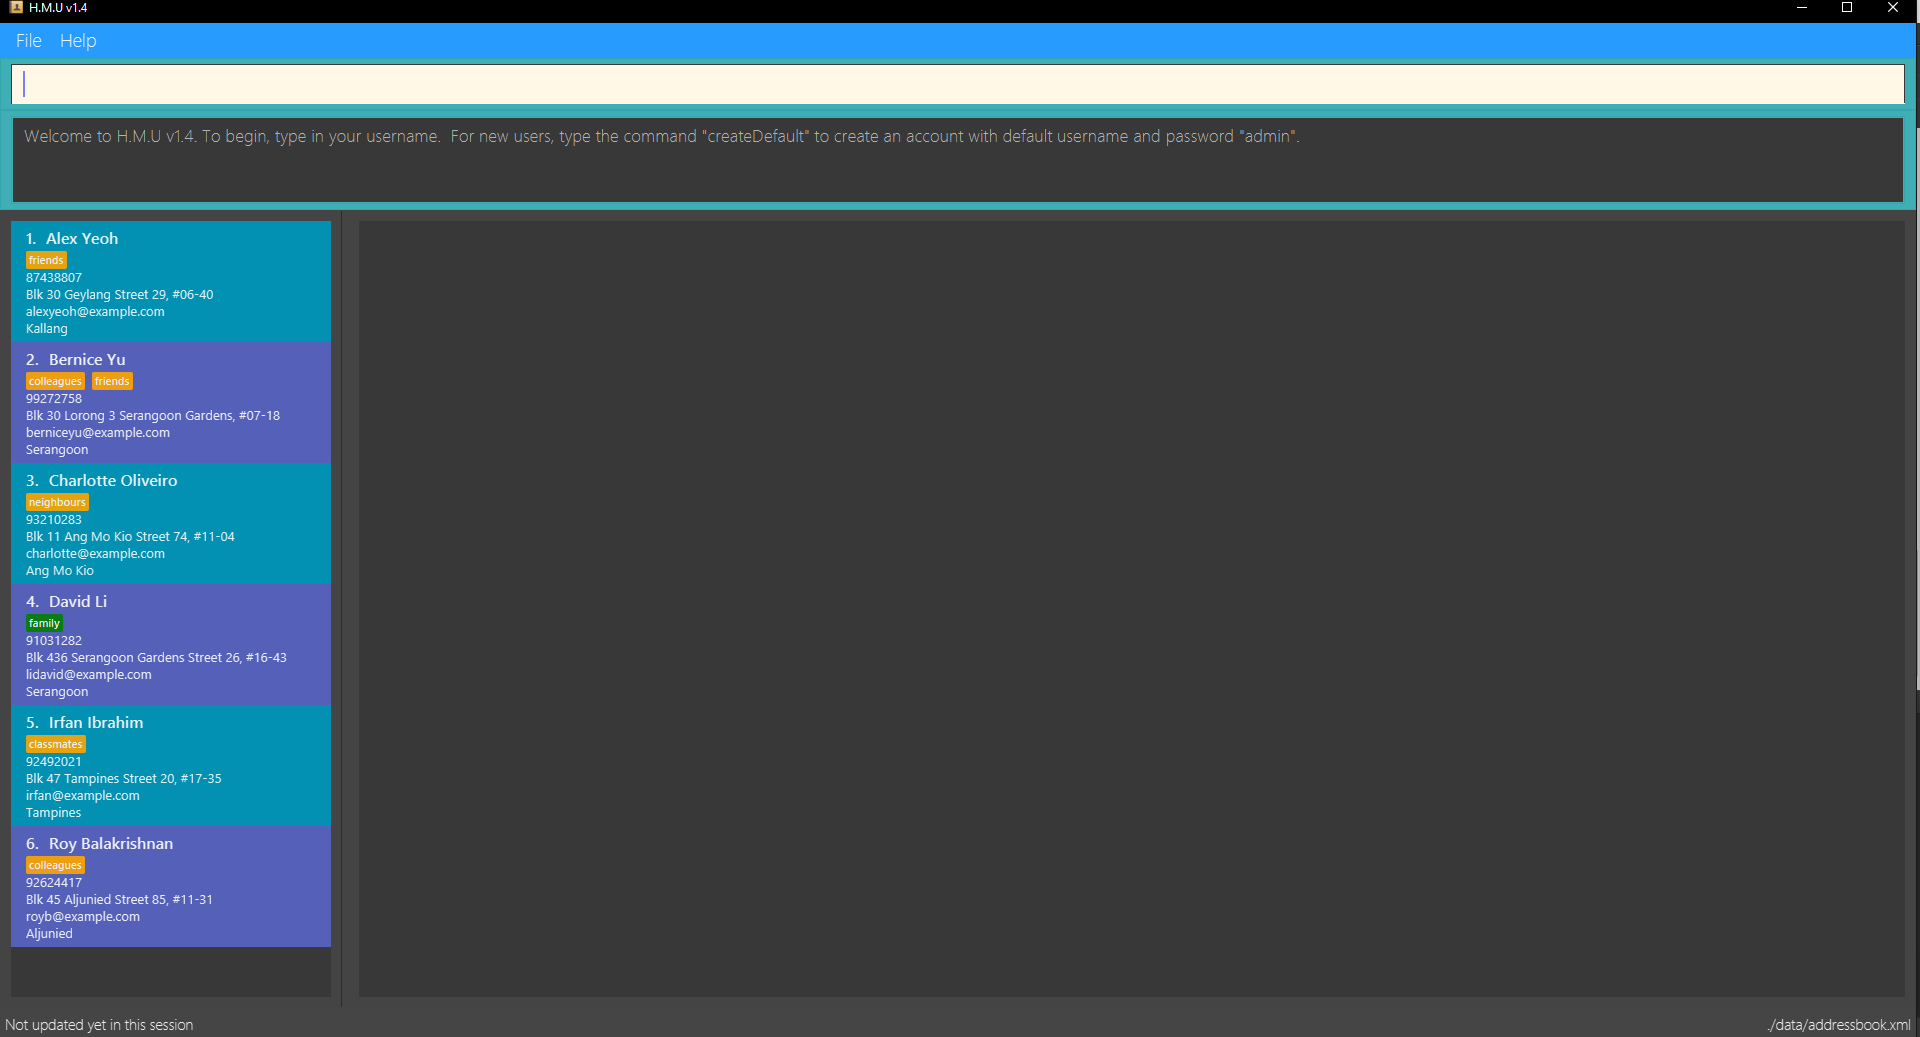 H.M.U v1.4
File Help
Welcome to H.M.U v1.4. To begin, type in your username.  For new users, type the command "createDefault" to create an account with default username and password "admin".
1. Alex Yeoh
friends
87438807
Blk 30 Geylang Street 29, #06-40
alexyeoh@example.com
Kallang
2. Bernice Yu
colleagues friends
99272758
Blk 30 Lorong 3 Serangoon Gardens, #07-18
berniceyu@example.com
Serangoon
3. Charlotte Oliveiro
neighbours
93210283
Blk 11 Ang Mo Kio Street 74, #11-04
charlotte@example.com
Ang Mo Kio
4. David Li
family
91031282
Blk 436 Serangoon Gardens Street 26, #16-43
lidavid@example.com
Serangoon
5. Irfan Ibrahim
classmates
92492021
Blk 47 Tampines Street 20, #17-35
irfan@example.com
Tampines
6. Roy Balakrishnan
colleagues
92624417
Blk 45 Aljunied Street 85, #11-31
royb@example.com
Aljunied
Not updated yet in this session
./data/addressbook.xml